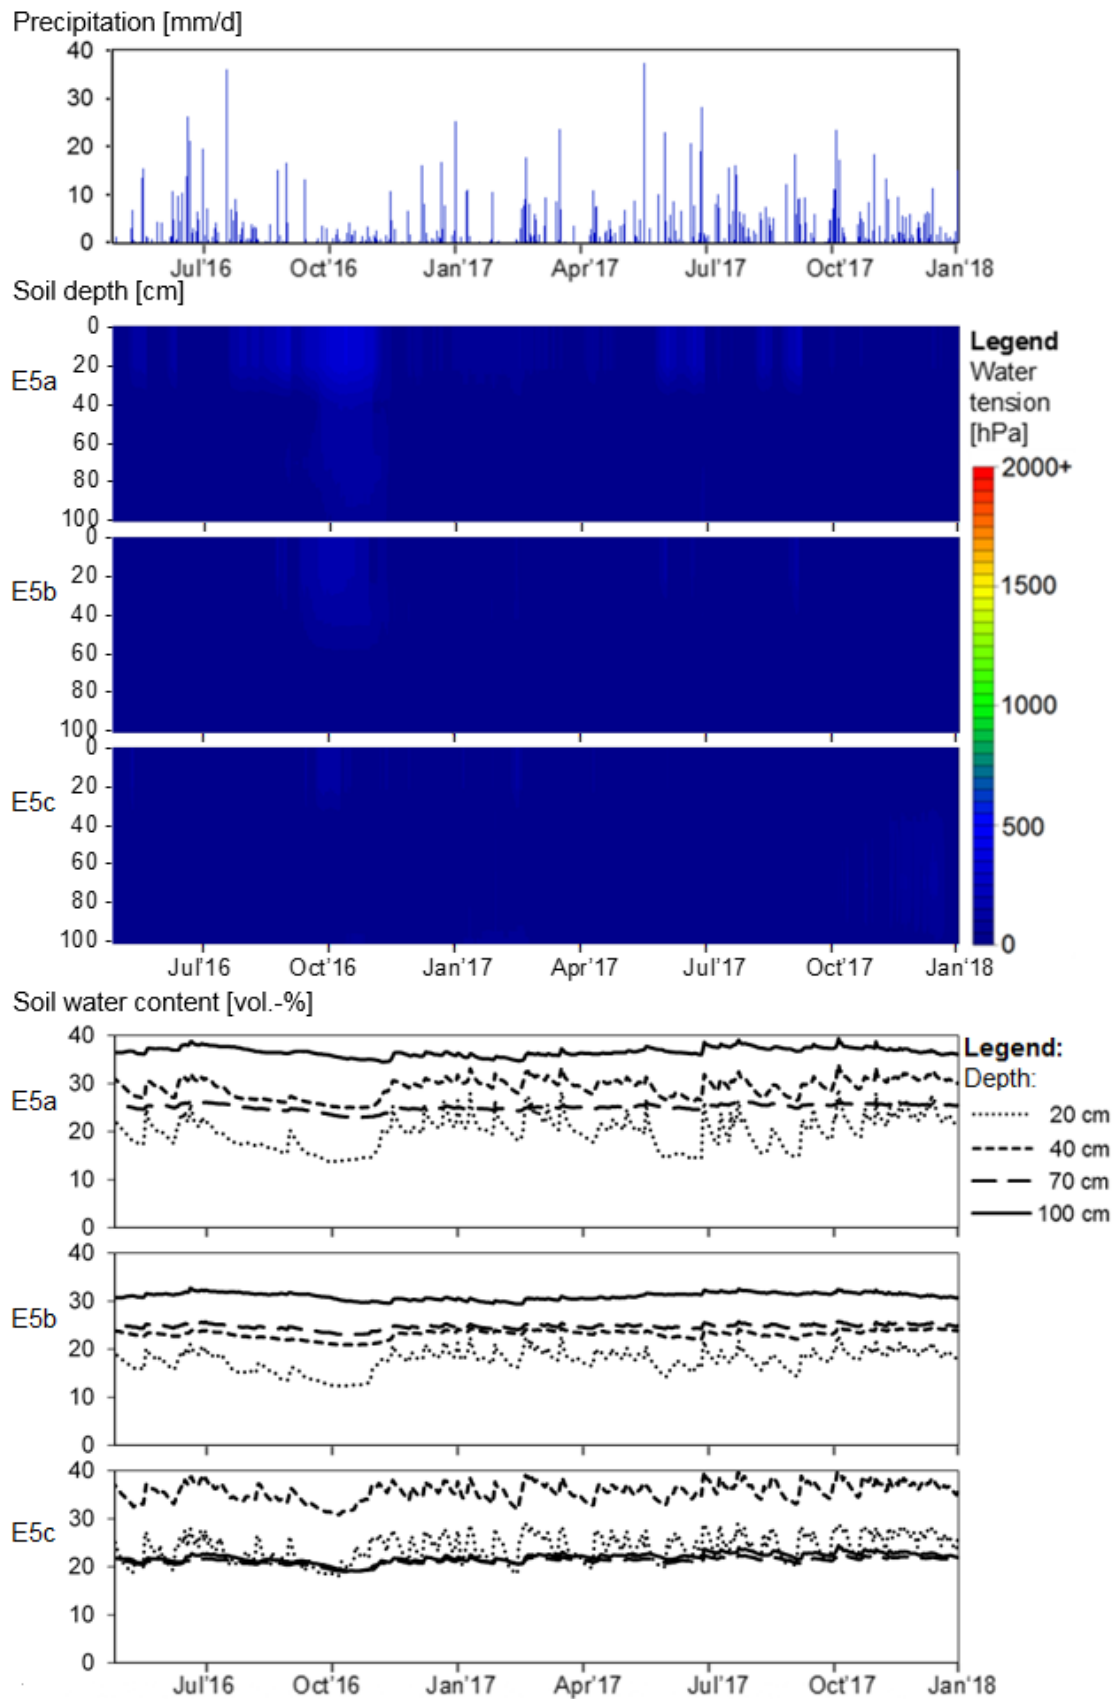 Precipitation [mm/d]
40
30
20
10
0
Jul'16 Oct'16 Jan'17 Apr'17 Jul'17 Oct'17 Jan'18
Soil depth [cm]
E5a
0
20
40
60
80
100
E5b
0
20
40
60
80
100
E5c
0
20
40
60
80
100
Jul'16 Oct'16 Jan'17 Apr'17 Jul'17 Oct'17 Jan'18
Legend
Water
tension
[hPa]
2000+
1500
1000
500
0
Soil water content [vol.-%]
E5a
40
30
20
10
0
Legend:
Depth:
20 cm
40 cm
70 cm
100 cm
E5b
40
30
20
10
0
E5c
40
30
20
10
0
Jul'16 Oct'16 Jan'17 Apr'17 Jul'17 Oct'17 Jan'18